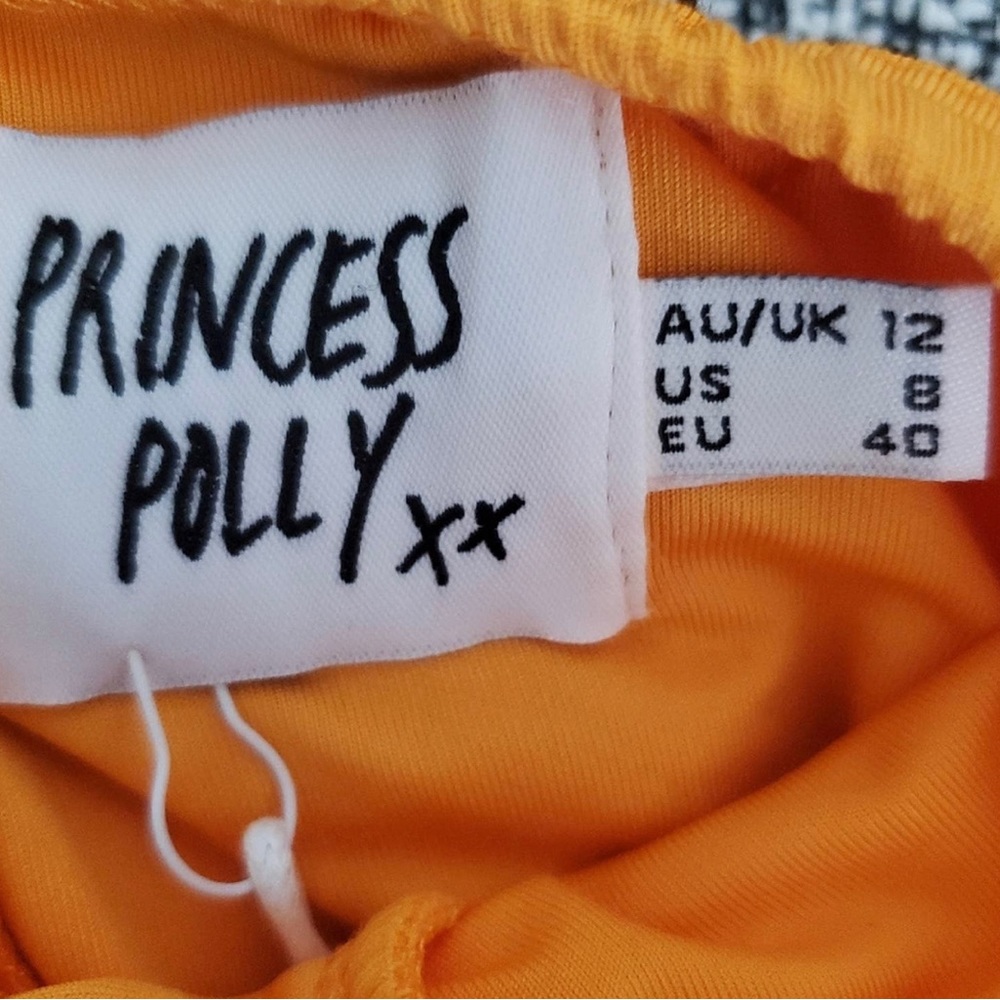 PRINCESS
POLLY xx
AU/UK 12
US 8
EU 40